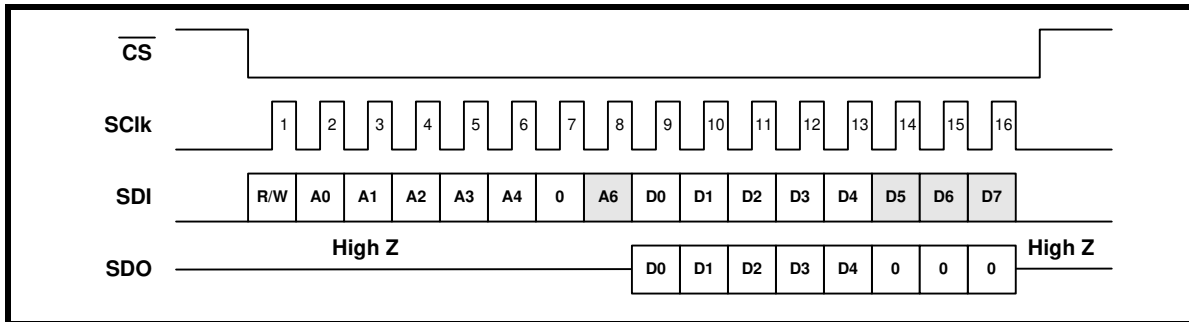 CS
SClk 1 2 3 4 5 6 7 8 9 10 11 12 13 14 15 16
SDI R/W A0 A1 A2 A3 A4 0 A6 D0 D1 D2 D3 D4 D5 D6 D7
High Z High Z
SDO D0 D1 D2 D3 D4 0 0 0